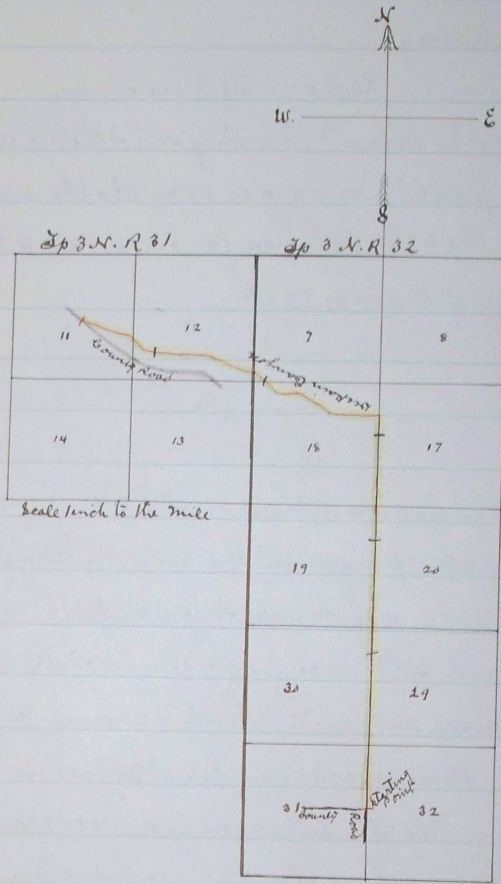 N
W. E
S
Tp 3 N. R 31
Tp 3 N. R 32
11
12
7
8
County Road
Canyon
14
13
18
17
Scale 1 inch to the Mile
19
20
30
29
31
County
Road
Starting
Point
32